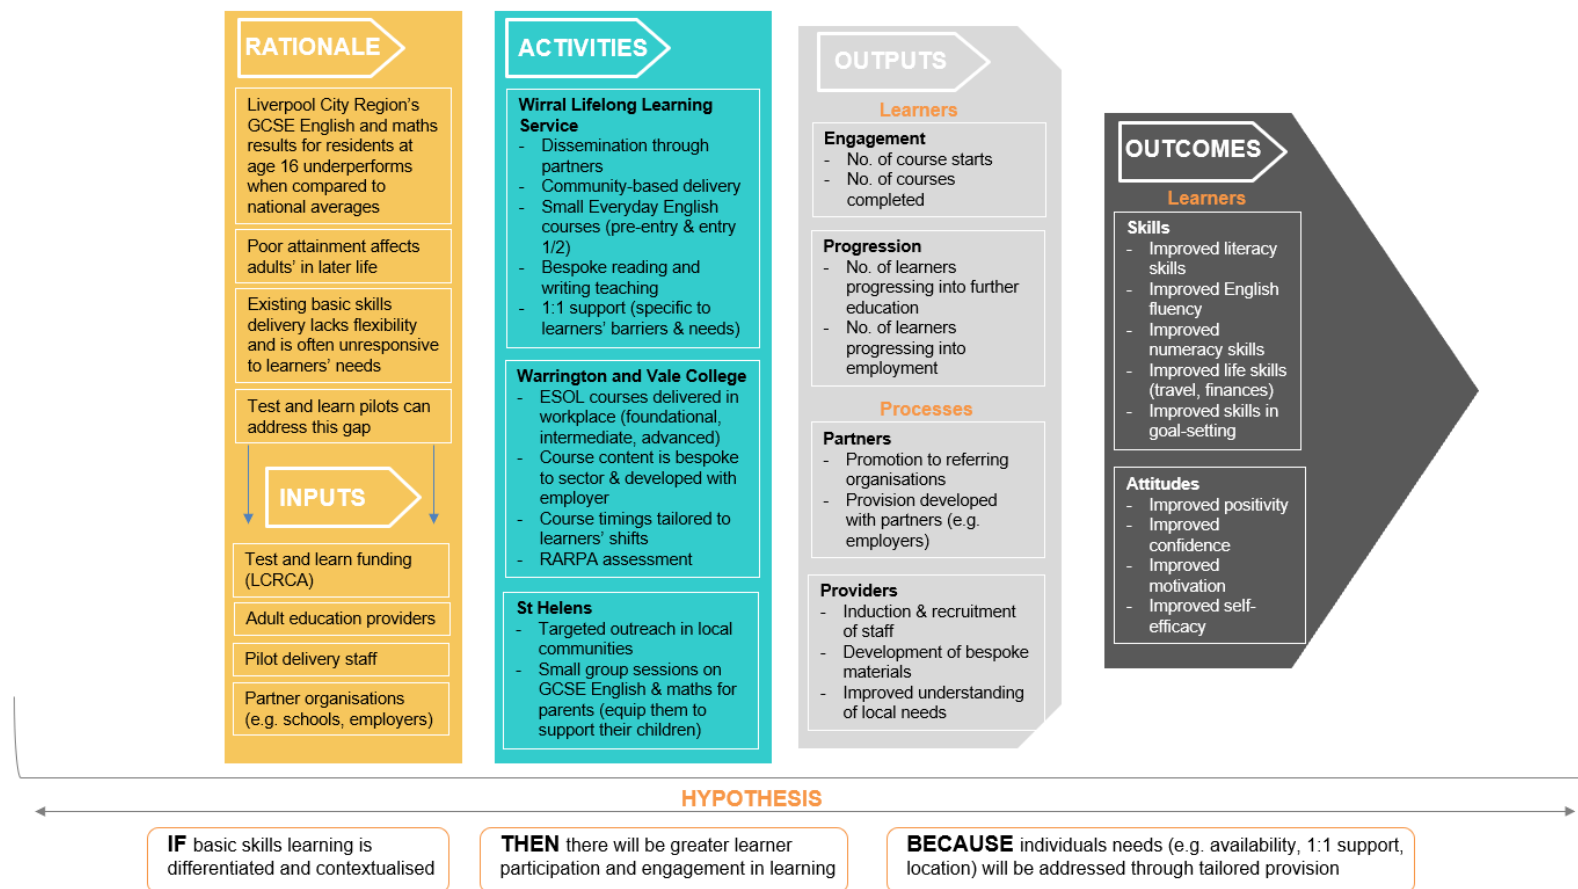 RATIONALE
Liverpool City Region's
GCSE English and maths
results for residents at
age 16 underperforms
when compared to
national averages
Poor attainment affects
adults' in later life
Existing basic skills
delivery lacks flexibility
and is often unresponsive
to learners' needs
Test and learn pilots can
address this gap
INPUTS
Test and learn funding
(LCRCA)
Adult education providers
Pilot delivery staff
Partner organisations
(e.g. schools, employers)
ACTIVITIES
Wirral Lifelong Learning
Service
- Dissemination through
partners
- Community-based delivery
- Small Everyday English
courses (pre-entry & entry
1/2)
- Bespoke reading and
writing teaching
- 1:1 support (specific to
learners' barriers & needs)
Warrington and Vale College
- ESOL courses delivered in
workplace (foundational,
intermediate, advanced)
- Course content is bespoke
to sector & developed with
employer
- Course timings tailored to
learners' shifts
- RARPA assessment
St Helens
- Targeted outreach in local
communities
- Small group sessions on
GCSE English & maths for
parents (equip them to
support their children)
OUTPUTS
Learners
Engagement
- No. of course starts
- No. of courses
completed
Progression
- No. of learners
progressing into further
education
- No. of learners
progressing into
employment
Processes
Partners
- Promotion to referring
organisations
- Provision developed
with partners (e.g.
employers)
Providers
- Induction & recruitment
of staff
- Development of bespoke
materials
- Improved understanding
of local needs
OUTCOMES
Learners
Skills
- Improved literacy
skills
- Improved English
fluency
- Improved
numeracy skills
- Improved life skills
(travel, finances)
- Improved skills in
goal-setting
Attitudes
- Improved positivity
- Improved
confidence
- Improved
motivation
- Improved self-
efficacy
HYPOTHESIS
IF basic skills learning is
differentiated and contextualised
THEN there will be greater learner
participation and engagement in learning
BECAUSE individuals needs (e.g. availability, 1:1 support,
location) will be addressed through tailored provision